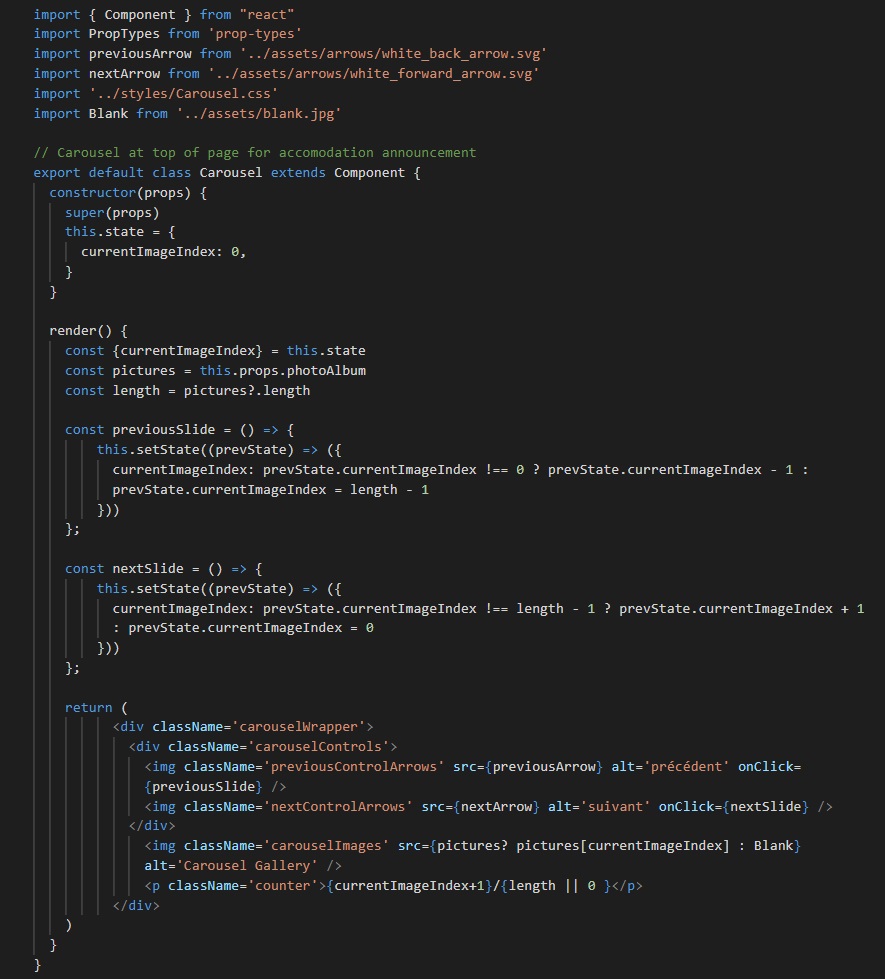 import { Component } from "react"
import PropTypes from 'prop-types'
import previousArrow from '../assets/arrows/white_back_arrow.svg'
import nextArrow from '../assets/arrows/white_forward_arrow.svg'
import '../styles/Carousel.css'
import Blank from '../assets/blank.jpg'

// Carousel at top of page for accomodation announcement
export default class Carousel extends Component {
  constructor(props) {
    super(props)
    this.state = {
      currentImageIndex: 0,
    }
  }

  render() {
    const {currentImageIndex} = this.state
    const pictures = this.props.photoAlbum
    const length = pictures?.length

    const previousSlide = () => {
        this.setState((prevState) => ({
          currentImageIndex: prevState.currentImageIndex !== 0 ? prevState.currentImageIndex - 1 :
          prevState.currentImageIndex = length - 1
        }))
    };

    const nextSlide = () => {
        this.setState((prevState) => ({
          currentImageIndex: prevState.currentImageIndex !== length - 1 ? prevState.currentImageIndex + 1
          : prevState.currentImageIndex = 0
        }))
    };

    return (
          <div className='carouselWrapper'>
            <div className='carouselControls'>
              <img className='previousControlArrows' src={previousArrow} alt='précédent' onClick=
              {previousSlide} />
              <img className='nextControlArrows' src={nextArrow} alt='suivant' onClick={nextSlide} />
            </div>
              <img className='carouselImages' src={pictures? pictures[currentImageIndex] : Blank}
              alt='Carousel Gallery' />
              <p className='counter'>{currentImageIndex+1}/{length || 0 }</p>
          </div>
    )
  }
}